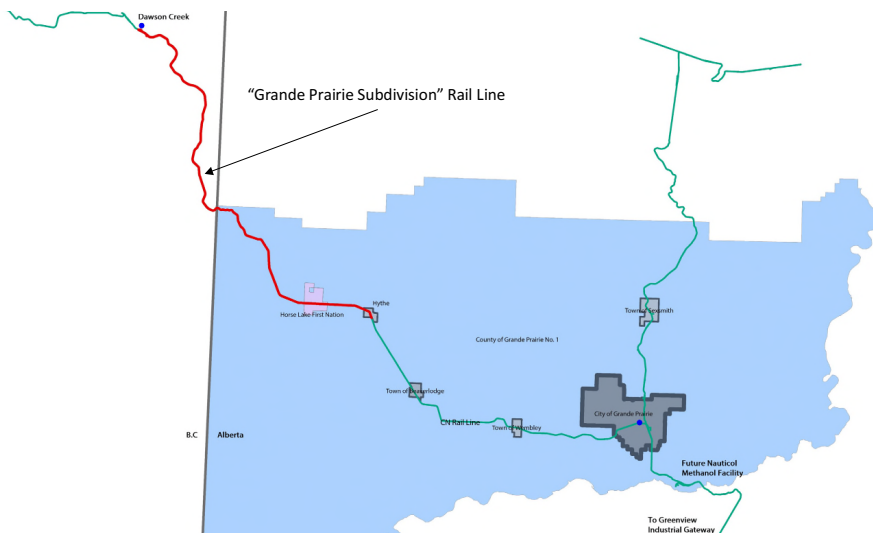 Dawson Creek
“Grande Prairie Subdivision” Rail Line
Hythe
Horse Lake First Nation
Town of Sexsmith
County of Grande Prairie No. 1
Town of Beaverlodge
City of Grande Prairie
CN Rail Line
Town of Wembley
B.C
Alberta
Future Nauticol
Methanol Facility
To Greenview
Industrial Gateway